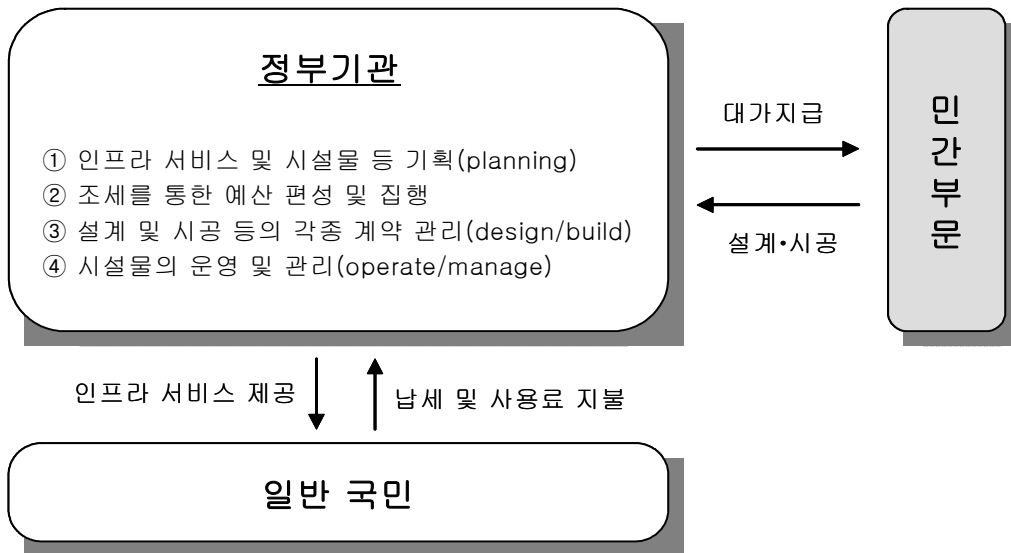 정부기관
① 인프라 서비스 및 시설물 등 기획(planning)
② 조세를 통한 예산 편성 및 집행
③ 설계 및 시공 등의 각종 계약 관리(design/build)
④ 시설물의 운영 및 관리(operate/manage)
대가지급
설계•시공
민
간
부
문
인프라 서비스 제공
납세 및 사용료 지불
일반 국민